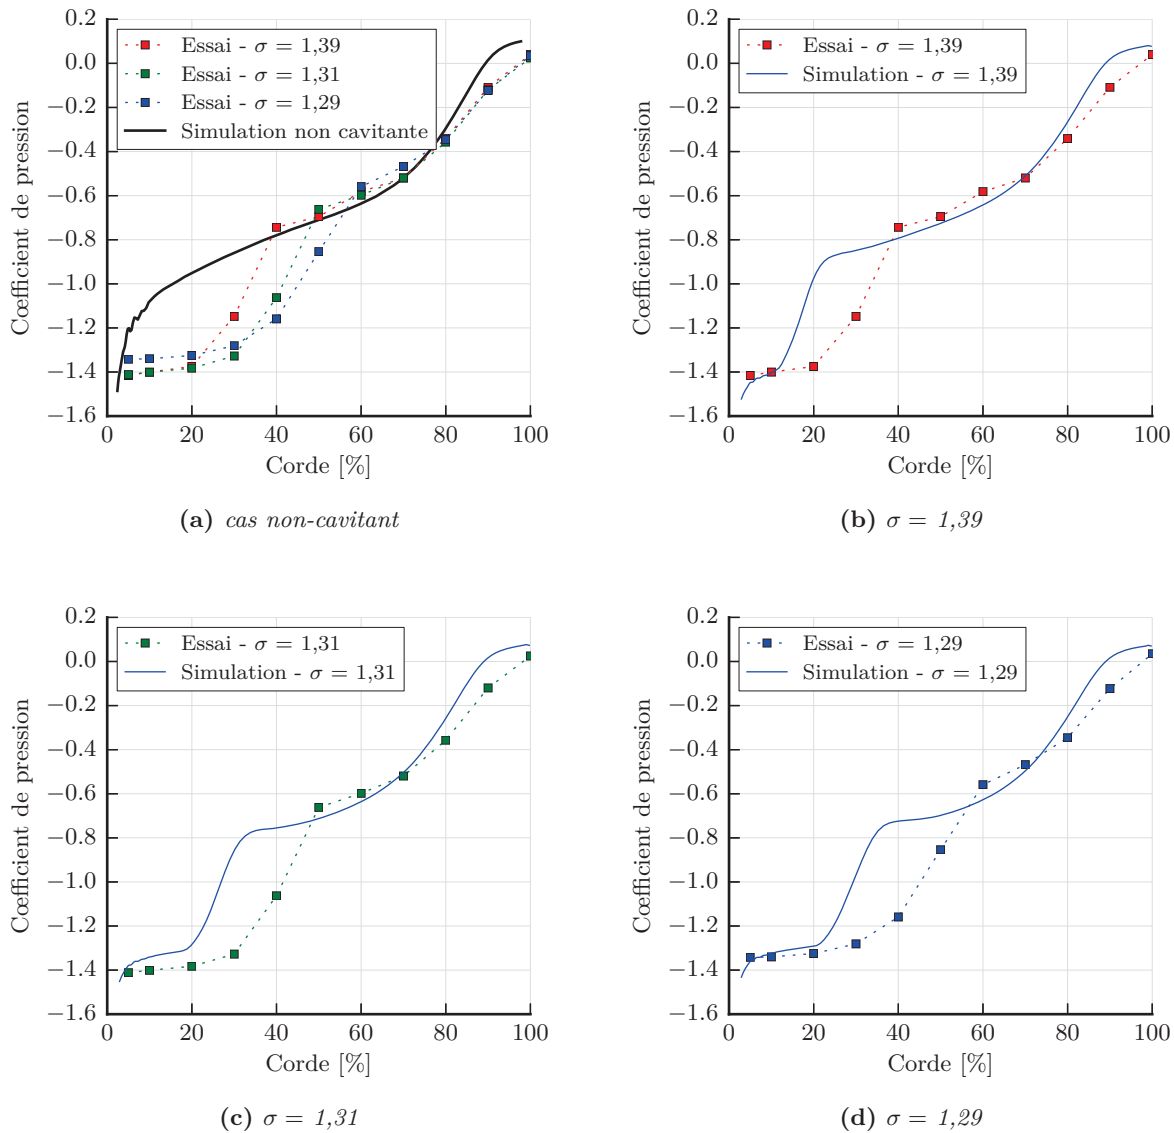 0.2
0.0
−0.2
−0.4
−0.6
−0.8
−1.0
−1.2
−1.4
−1.6
Cœfficient de pression
Essai - σ = 1,39
Essai - σ = 1,31
Essai - σ = 1,29
Simulation non cavitante
0 20 40 60 80 100
Corde [%]
(a) cas non-cavitant
0.2
0.0
−0.2
−0.4
−0.6
−0.8
−1.0
−1.2
−1.4
−1.6
Cœfficient de pression
Essai - σ = 1,39
Simulation - σ = 1,39
0 20 40 60 80 100
Corde [%]
(b) σ = 1,39
0.2
0.0
−0.2
−0.4
−0.6
−0.8
−1.0
−1.2
−1.4
−1.6
Cœfficient de pression
Essai - σ = 1,31
Simulation - σ = 1,31
0 20 40 60 80 100
Corde [%]
(c) σ = 1,31
0.2
0.0
−0.2
−0.4
−0.6
−0.8
−1.0
−1.2
−1.4
−1.6
Cœfficient de pression
Essai - σ = 1,29
Simulation - σ = 1,29
0 20 40 60 80 100
Corde [%]
(d) σ = 1,29